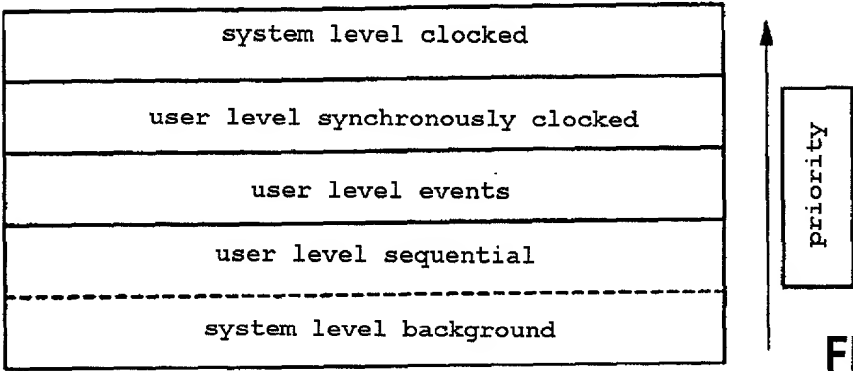 system level clocked
user level synchronously clocked
user level events
user level sequential
system level background
priority